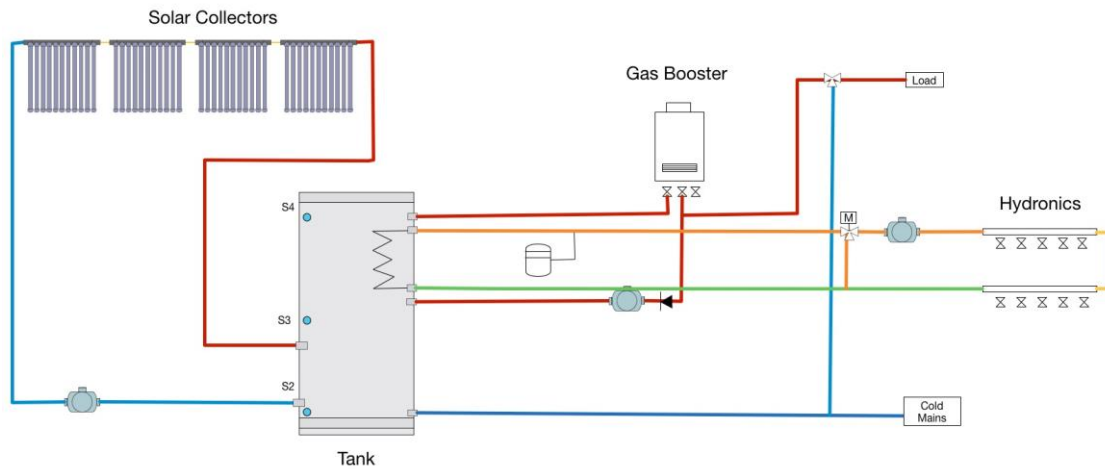 Solar Collectors
Gas Booster
Load
S4
M
Hydronics
S3
S2
Cold
Mains
Tank